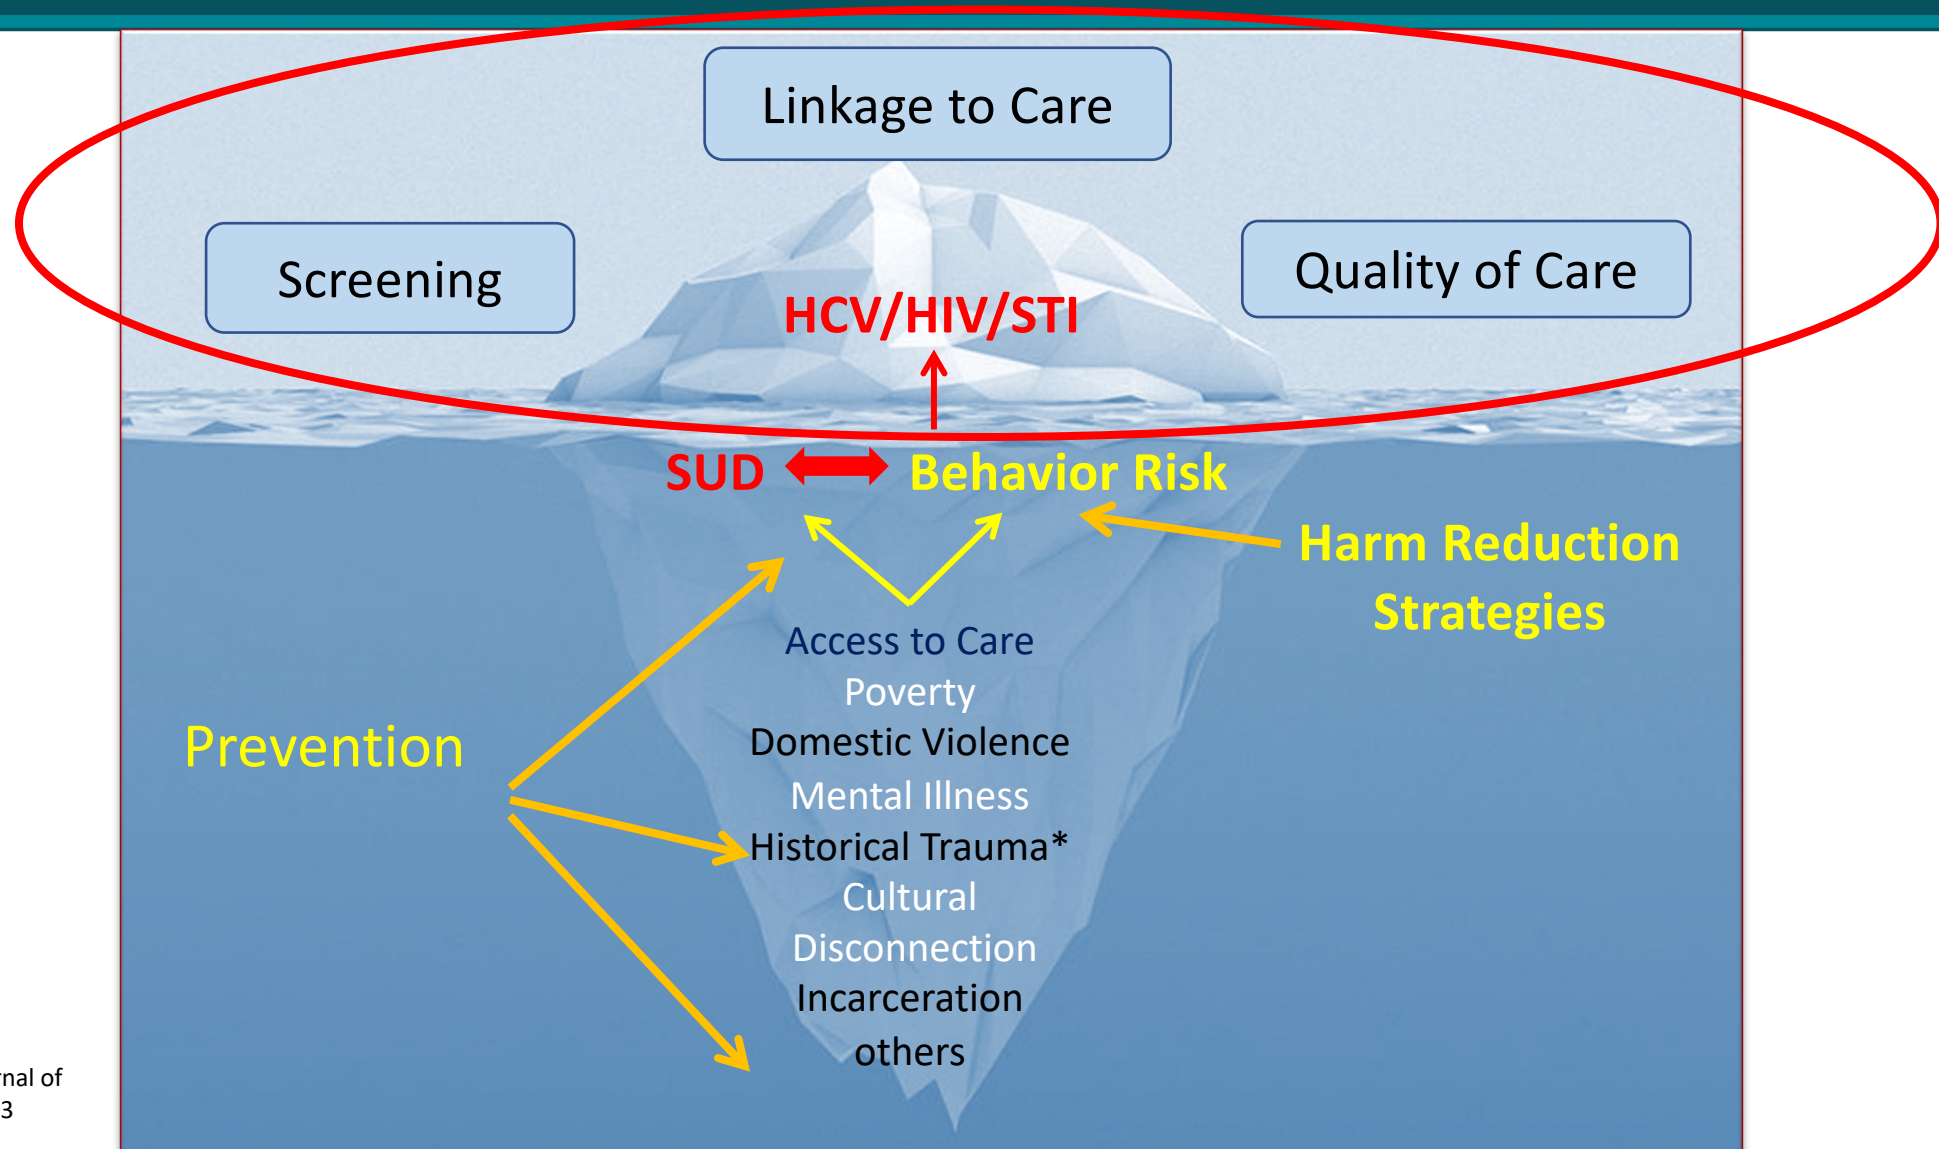 Linkage to Care
Screening
Quality of Care
HCV/HIV/STI
SUD
Behavior Risk
Harm Reduction
Strategies
Access to Care
Poverty
Prevention
Domestic Violence
Mental Illness
Historical Trauma*
Cultural
Disconnection
Incarceration
others
of
3